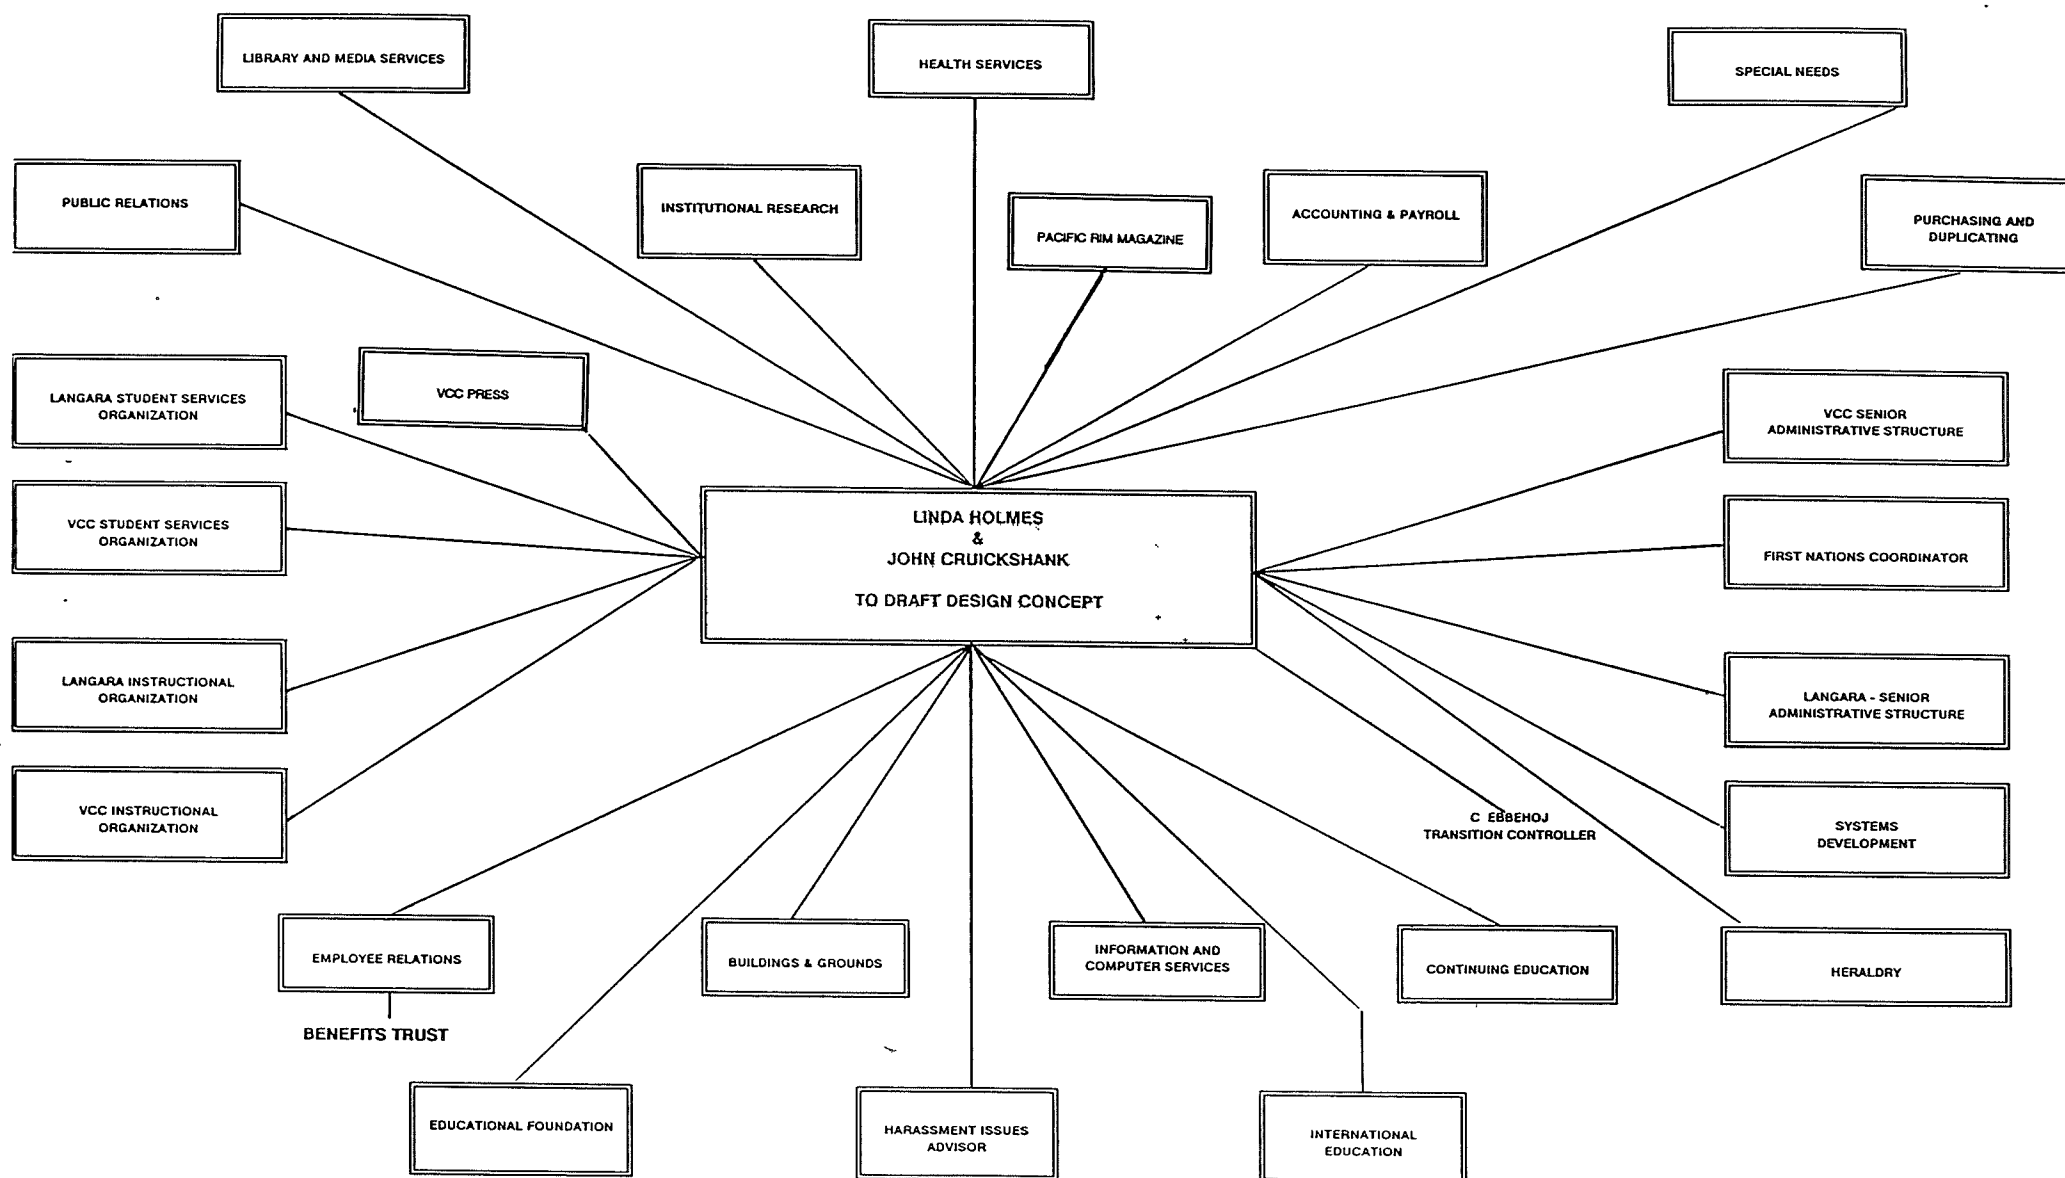 LIBRARY AND MEDIA SERVICES
HEALTH SERVICES
SPECIAL NEEDS
PUBLIC RELATIONS
INSTITUTIONAL RESEARCH
PACIFIC RIM MAGAZINE
ACCOUNTING & PAYROLL
PURCHASING AND
DUPLICATING
LANGARA STUDENT SERVICES
ORGANIZATION
VCC PRESS
VCC SENIOR
ADMINISTRATIVE STRUCTURE
VCC STUDENT SERVICES
ORGANIZATION
LINDA HOLMES
&
JOHN CRUICKSHANK
TO DRAFT DESIGN CONCEPT
FIRST NATIONS COORDINATOR
LANGARA INSTRUCTIONAL
ORGANIZATION
LANGARA - SENIOR
ADMINISTRATIVE STRUCTURE
VCC INSTRUCTIONAL
ORGANIZATION
C EBBEHOJ
TRANSITION CONTROLLER
SYSTEMS
DEVELOPMENT
EMPLOYEE RELATIONS
BENEFITS TRUST
BUILDINGS & GROUNDS
INFORMATION AND
COMPUTER SERVICES
CONTINUING EDUCATION
HERALDRY
EDUCATIONAL FOUNDATION
HARASSMENT ISSUES
ADVISOR
INTERNATIONAL
EDUCATION